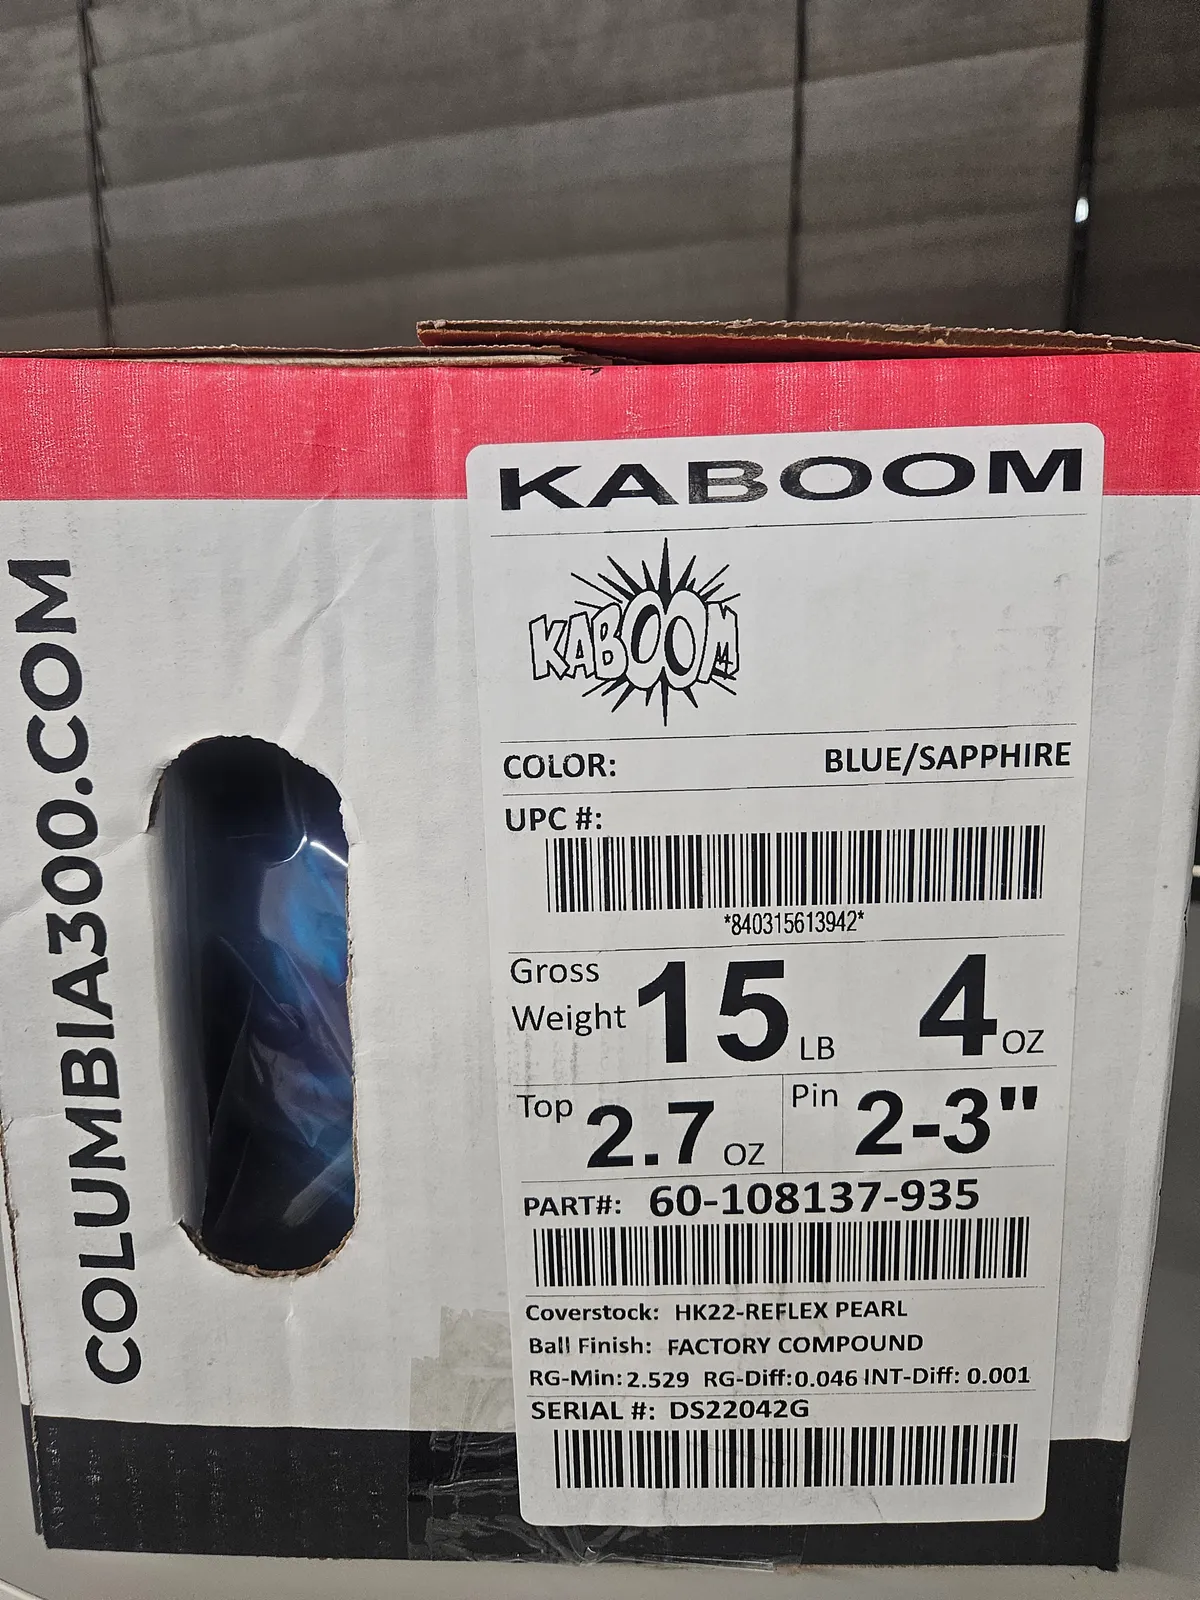 COLUMBIA300.COM
KABOOM
KABOOM
COLOR: BLUE/SAPPHIRE
UPC #:
*840315613942*
Gross Weight 15 LB 4 OZ
Top 2.7 OZ Pin 2-3"
PART#: 60-108137-935
Coverstock: HK22-REFLEX PEARL
Ball Finish: FACTORY COMPOUND
RG-Min: 2.529 RG-Diff: 0.046 INT-Diff: 0.001
SERIAL #: DS22042G